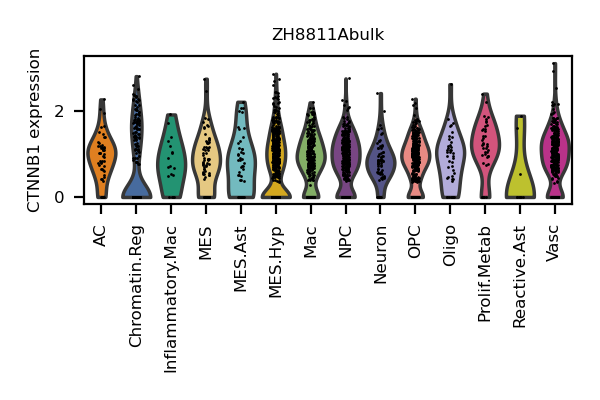 ZH8811Abulk
CTNNB1 expression
2
0
AC
Chromatin.Reg
Inflammatory.Mac
MES
MES.Ast
MES.Hyp
Mac
NPC
Neuron
OPC
Oligo
Prolif.Metab
Reactive.Ast
Vasc